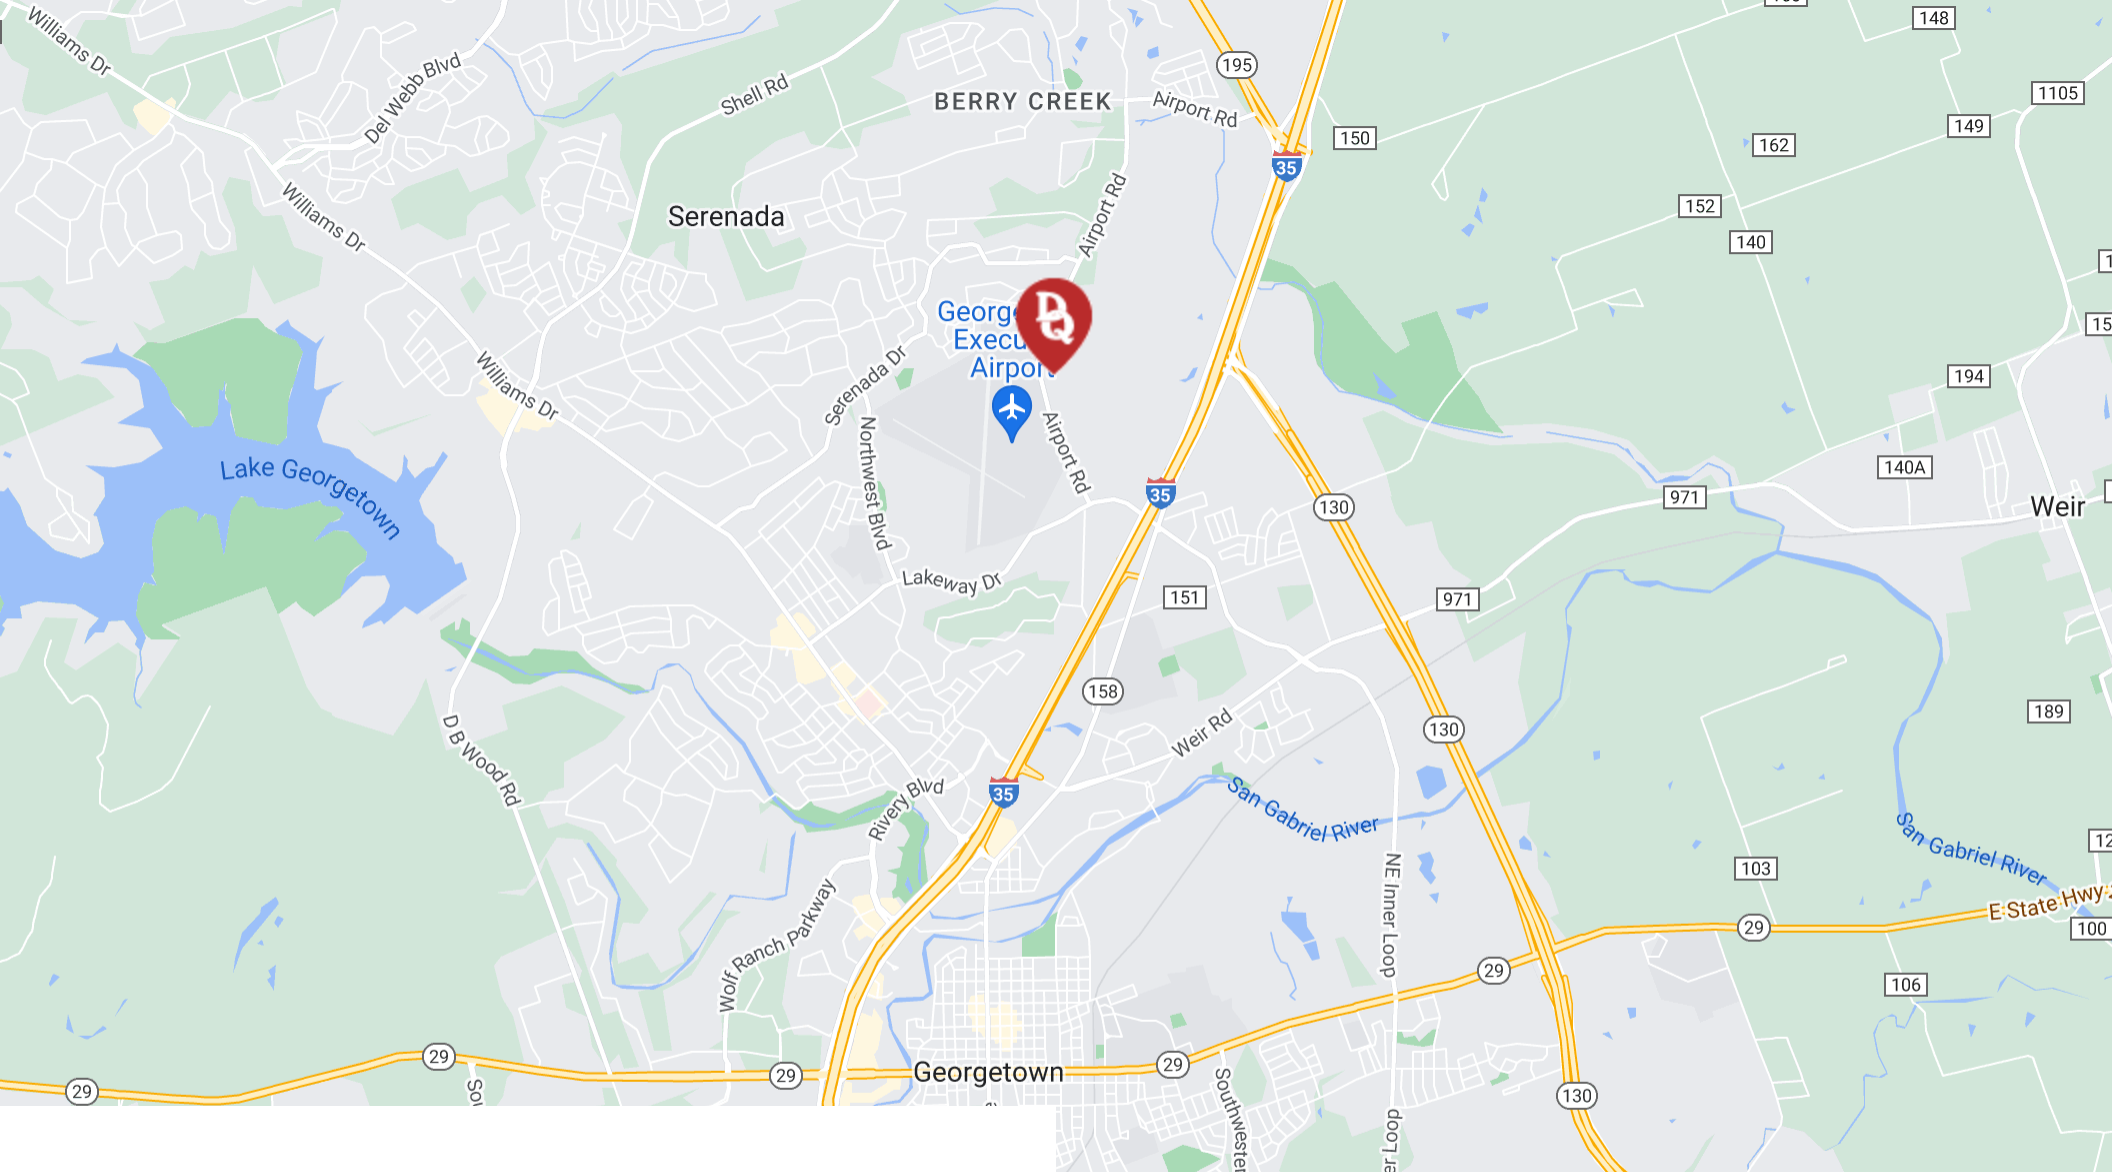 148
195
1105
Williams Dr
Del Webb Blvd
Shell Rd
BERRY CREEK
Airport Rd
150
149
162
35
Williams Dr
Serenada
Airport Rd
152
140
DQ
Airport
Serenada Dr
Williams Dr
194
Lake Georgetown
Northwest Blvd
Airport Rd
35
130
140A
971
Weir
Lakeway Dr
151
971
158
130
189
D B Wood Rd
Weir Rd
Rivery Blvd
35
San Gabriel River
San Gabriel River
NE Inner Loop
103
Wolf Ranch Parkway
E State Hwy
29
100
29
106
29
29
29
Georgetown
29
130
Southwester